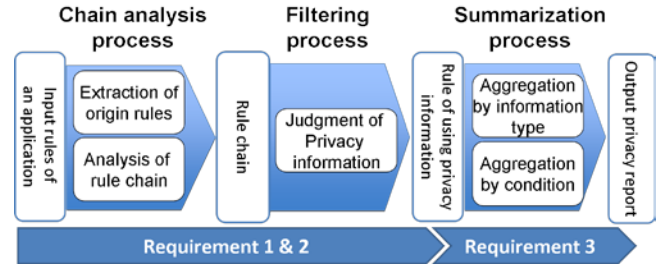 Chain analysis
process
Filtering
process
Summarization
process
Input rules of
an application
Extraction of
origin rules
Analysis of
rule chain
Rule chain
Judgment of
Privacy
information
Rule of using privacy
information
Aggregation
by information
type
Aggregation
by condition
Output privacy report
Requirement 1 & 2
Requirement 3